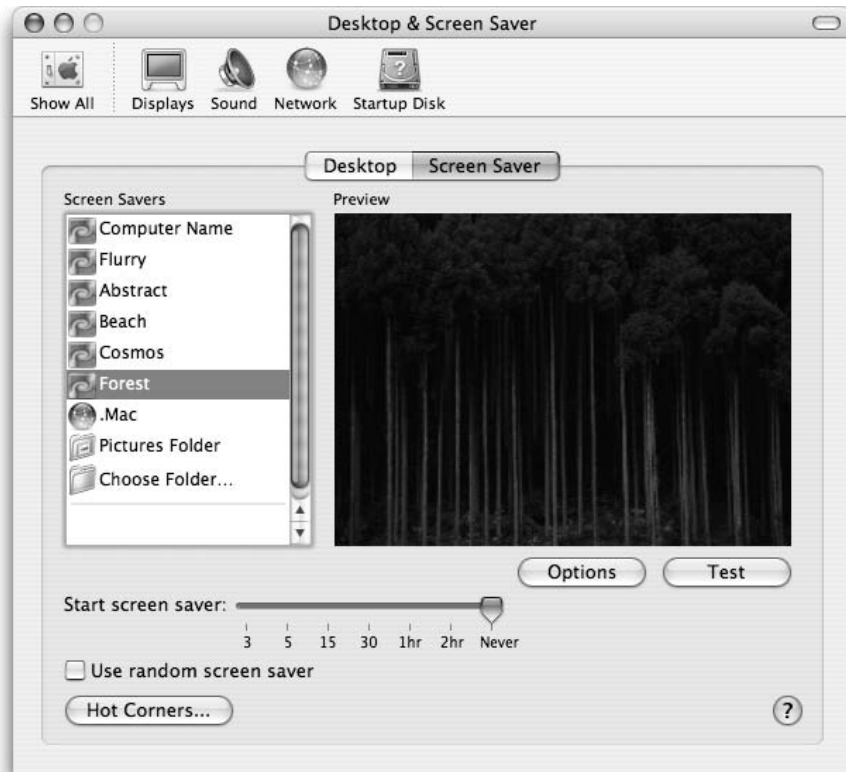 Desktop & Screen Saver
Show All Displays Sound Network Startup Disk
Desktop Screen Saver
Screen Savers Preview
Computer Name
Flurry
Abstract
Beach
Cosmos
Forest
.Mac
Pictures Folder
Choose Folder...
Options Test
Start screen saver:
3 5 15 30 1hr 2hr Never
Use random screen saver
Hot Corners... ?